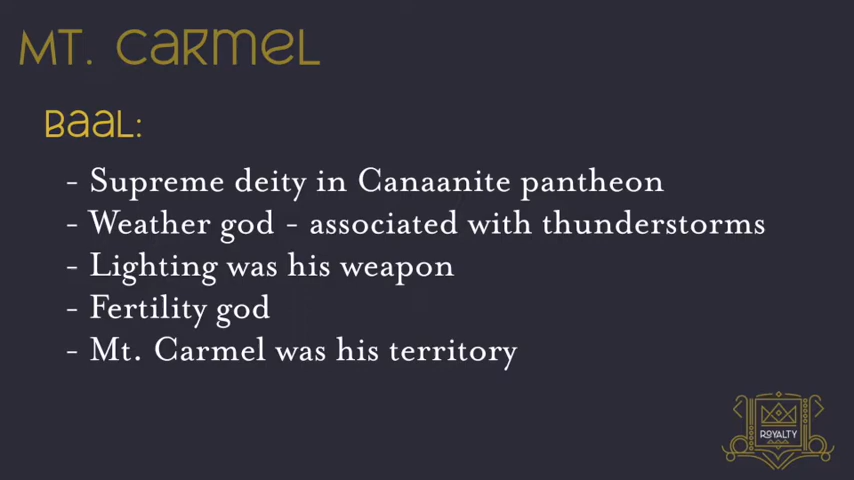 MT. CARMEL
BAAL:
- Supreme deity in Canaanite pantheon
- Weather god - associated with thunderstorms
- Lighting was his weapon
- Fertility god
- Mt. Carmel was his territory
ROYALTY